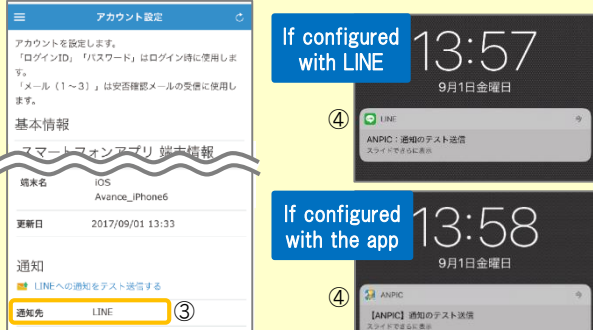 アカウント設定
アカウントを設定します。
「ログインID」「パスワード」はログイン時に使用しま
す。
「メール（１～３）」は安否確認メールの受信に使用し
ます。
基本情報
スマートフォンアプリ 端末情報
端末名 iOS
Avance_iPhone6
更新日 2017/09/01 13:33
通知
LINEへの通知をテスト送信する
通知先 LINE
③
If configured
with LINE
13:57
9月1日金曜日
④
LINE 今
ANPIC：通知のテスト送信
スライドでさらに表示
If configured
with the app
13:58
9月1日金曜日
④
ANPIC 今
【ANPIC】通知のテスト送信
スライドでさらに表示